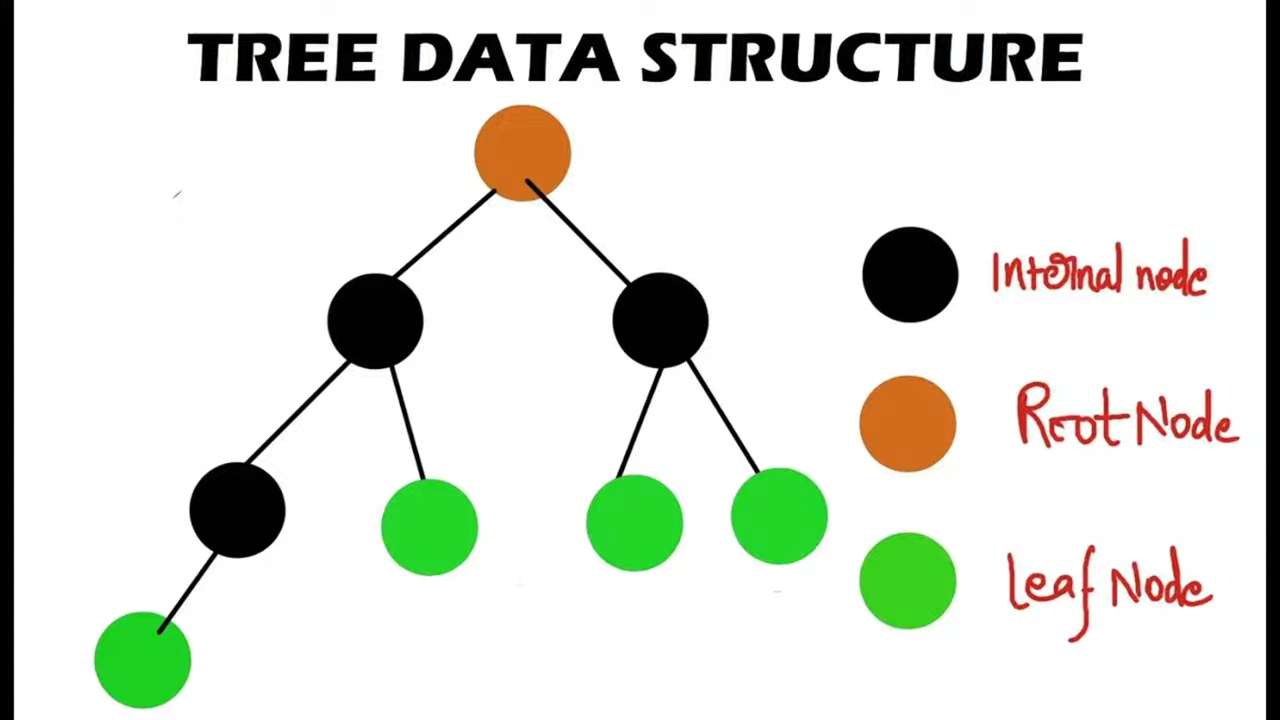 TREE DATA STRUCTURE
Internal node
Root Node
Leaf Node